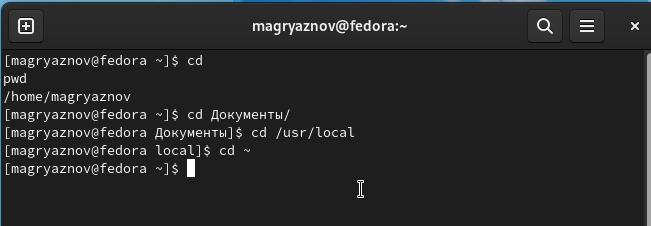 magryaznov@fedora:~
[magryaznov@fedora ~]$ cd
pwd
/home/magryaznov
[magryaznov@fedora ~]$ cd Документы/
[magryaznov@fedora Документы]$ cd /usr/local
[magryaznov@fedora local]$ cd ~
[magryaznov@fedora ~]$